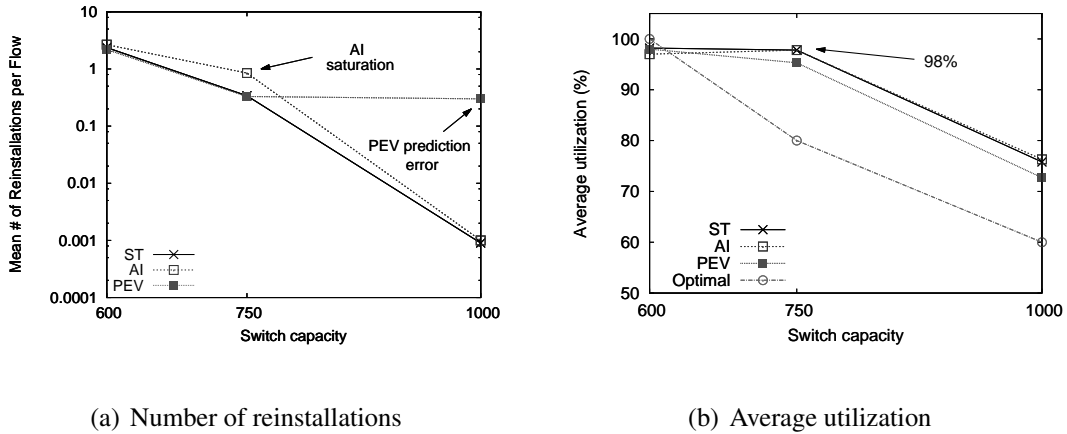 Mean # of Reinstallations per Flow
10
1
0.1
0.01
0.001
0.0001
600
750
1000
Switch capacity
AI
saturation
PEV prediction
error
ST
AI
PEV
(a) Number of reinstallations
Average utilization (%)
100
90
80
70
60
50
600
750
1000
Switch capacity
98%
ST
AI
PEV
Optimal
(b) Average utilization